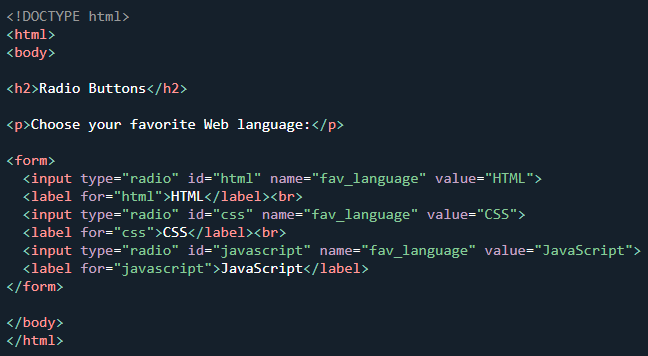 <!DOCTYPE html>
<html>
<body>

<h2>Radio Buttons</h2>

<p>Choose your favorite Web language:</p>

<form>
  <input type="radio" id="html" name="fav_language" value="HTML">
  <label for="html">HTML</label><br>
  <input type="radio" id="css" name="fav_language" value="CSS">
  <label for="css">CSS</label><br>
  <input type="radio" id="javascript" name="fav_language" value="JavaScript">
  <label for="javascript">JavaScript</label>
</form>

</body>
</html>